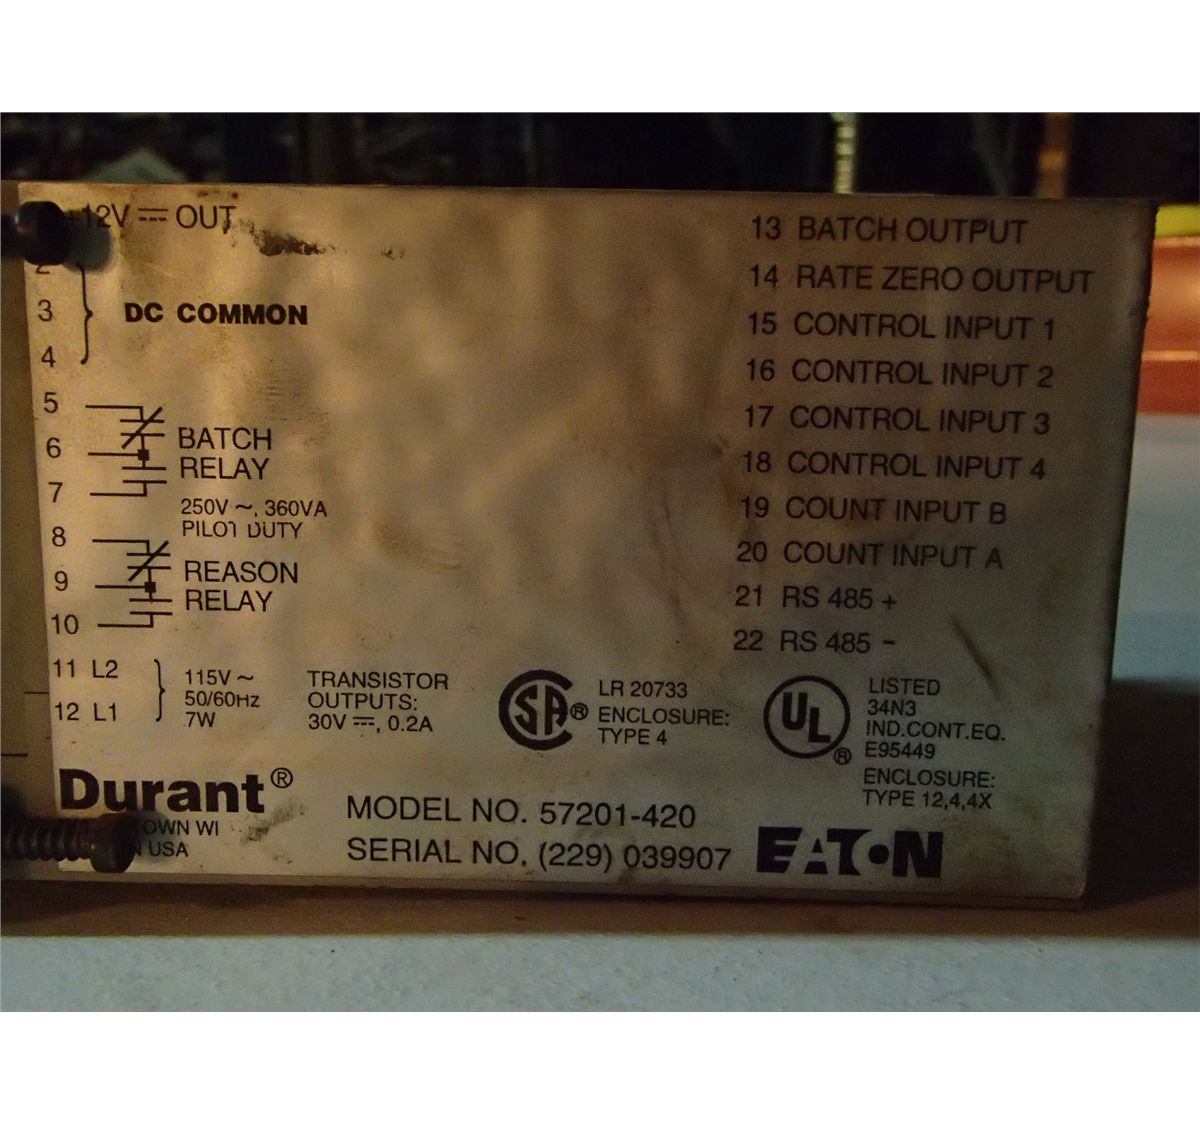 12V ⎓ OUT
2
3 DC COMMON
4
5
6 BATCH
RELAY
7
250V ~, 360VA
PILOT DUTY
8
9 REASON
RELAY
10
11 L2
12 L1
115V ~
50/60Hz
7W
TRANSISTOR
OUTPUTS:
30V ⎓, 0.2A
13 BATCH OUTPUT
14 RATE ZERO OUTPUT
15 CONTROL INPUT 1
16 CONTROL INPUT 2
17 CONTROL INPUT 3
18 CONTROL INPUT 4
19 COUNT INPUT B
20 COUNT INPUT A
21 RS 485 +
22 RS 485 -
SA®
LR 20733
ENCLOSURE:
TYPE 4
UL®
LISTED
34N3
IND.CONT.EQ.
E95449
ENCLOSURE:
TYPE 12,4,4X
Durant®
WI
USA
MODEL NO. 57201-420
SERIAL NO. (229) 039907
EATON